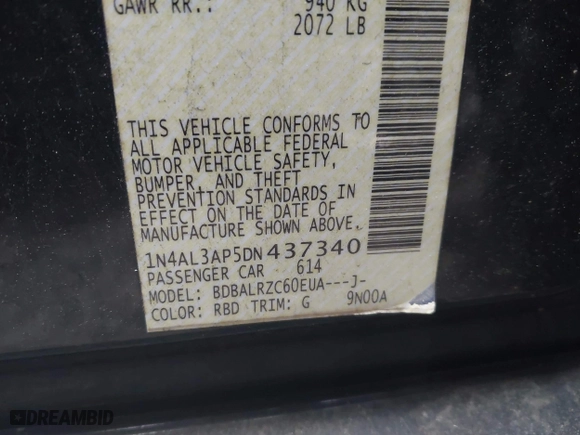 GAWR RR.: 940 KG
2072 LB
THIS VEHICLE CONFORMS TO
ALL APPLICABLE FEDERAL
MOTOR VEHICLE SAFETY,
BUMPER, AND THEFT
PREVENTION STANDARDS IN
EFFECT ON THE DATE OF
MANUFACTURE SHOWN ABOVE.
1N4AL3AP5DN437340
PASSENGER CAR 614
MODEL: BDBALRZC60EUA---J-
COLOR: RBD TRIM: G 9N00A
DREAMBID